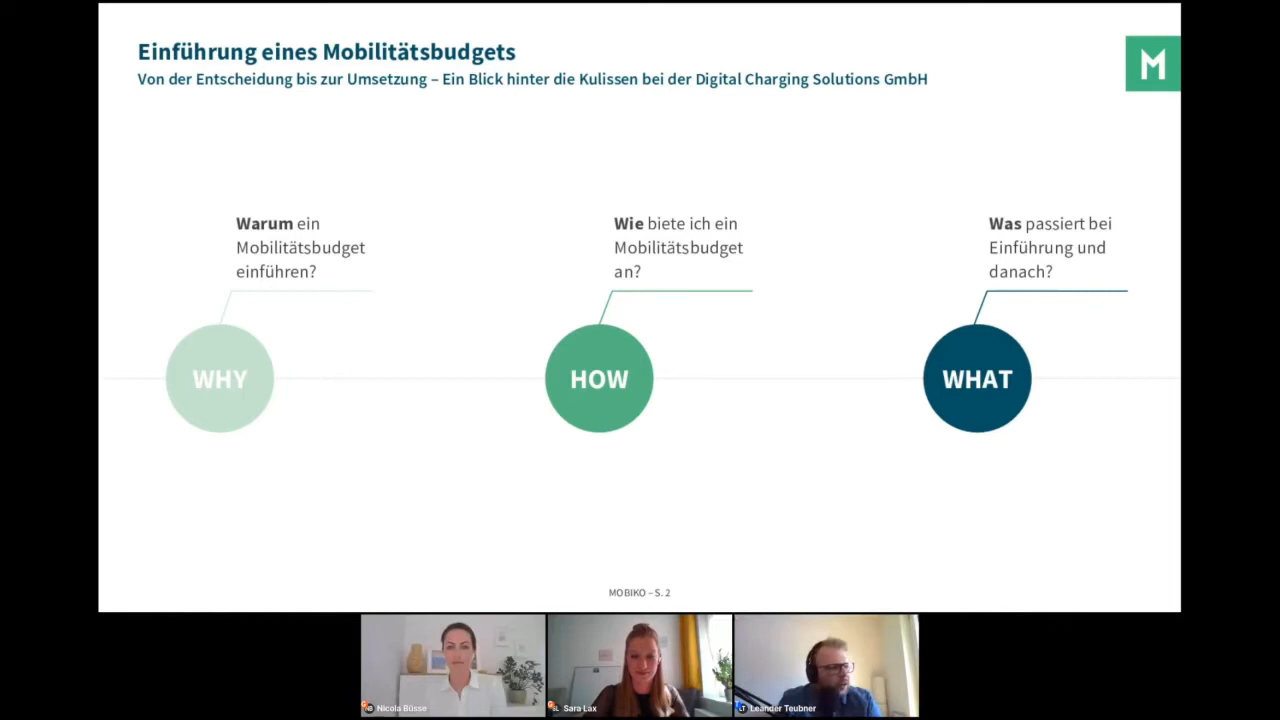 Einführung eines Mobilitätsbudgets
Von der Entscheidung bis zur Umsetzung – Ein Blick hinter die Kulissen bei der Digital Charging Solutions GmbH
M
Warum ein
Mobilitätsbudget
einführen?
WHY
Wie biete ich ein
Mobilitätsbudget
an?
HOW
Was passiert bei
Einführung und
danach?
WHAT
MOBIKO – S. 2
Nicola Büsse
Sara Lax
LT Leander Teubner